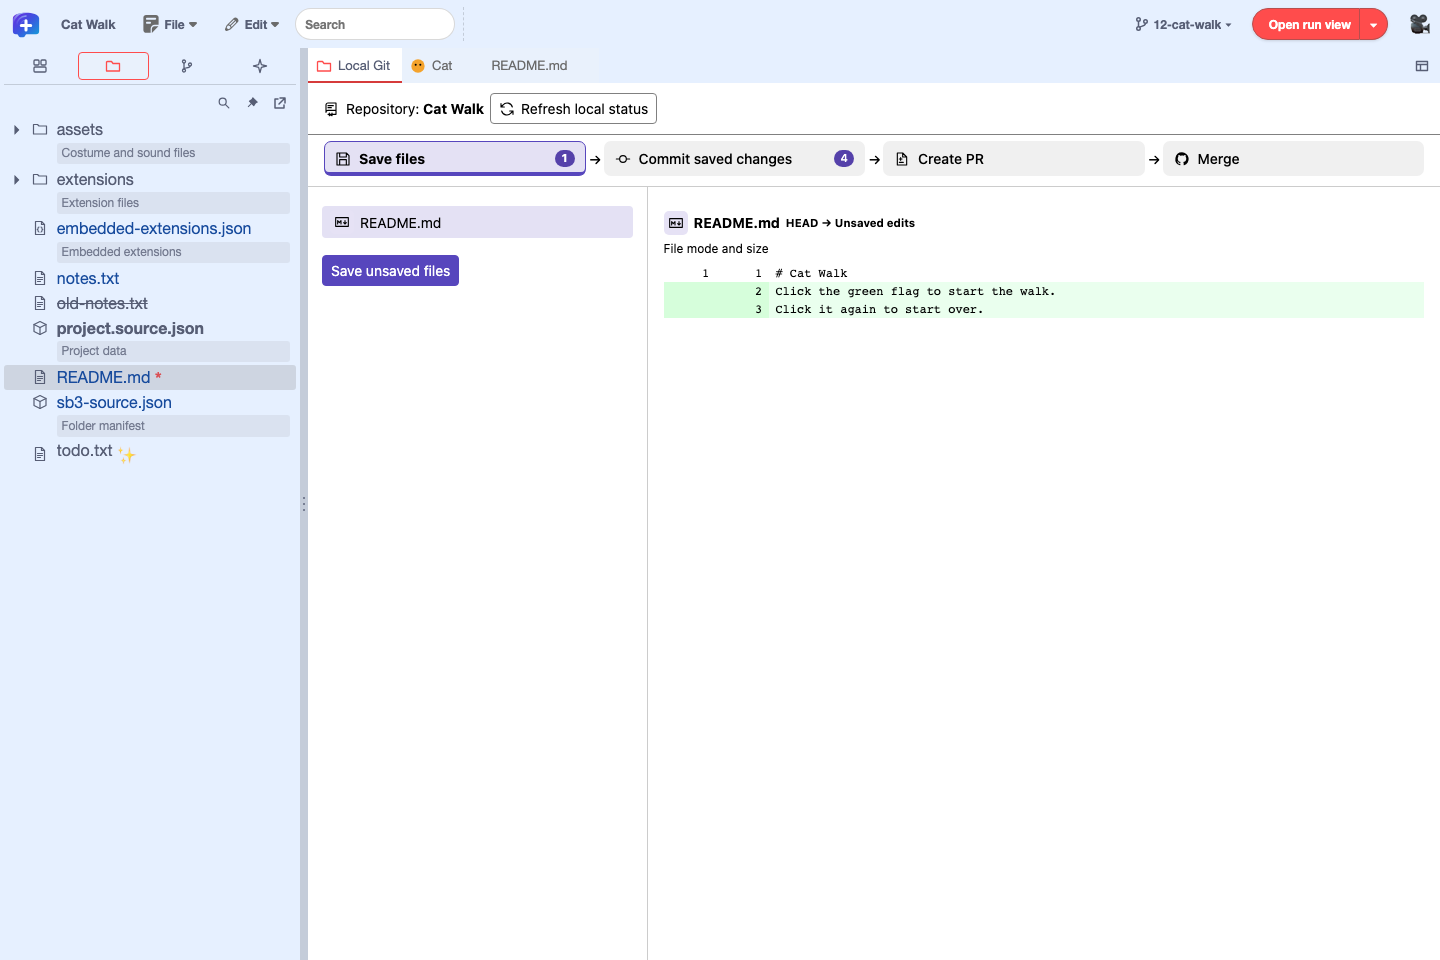 Cat Walk
File
Edit
Search
12-cat-walk
Open run view
Local Git
Cat
README.md
Repository: Cat Walk
Refresh local status
Save files 1
Commit saved changes 4
Create PR
Merge
assets
Costume and sound files
extensions
Extension files
embedded-extensions.json
Embedded extensions
notes.txt
old-notes.txt
project.source.json
Project data
README.md *
sb3-source.json
Folder manifest
todo.txt
README.md
Save unsaved files
README.md HEAD → Unsaved edits
File mode and size
1 1 # Cat Walk
2 Click the green flag to start the walk.
3 Click it again to start over.